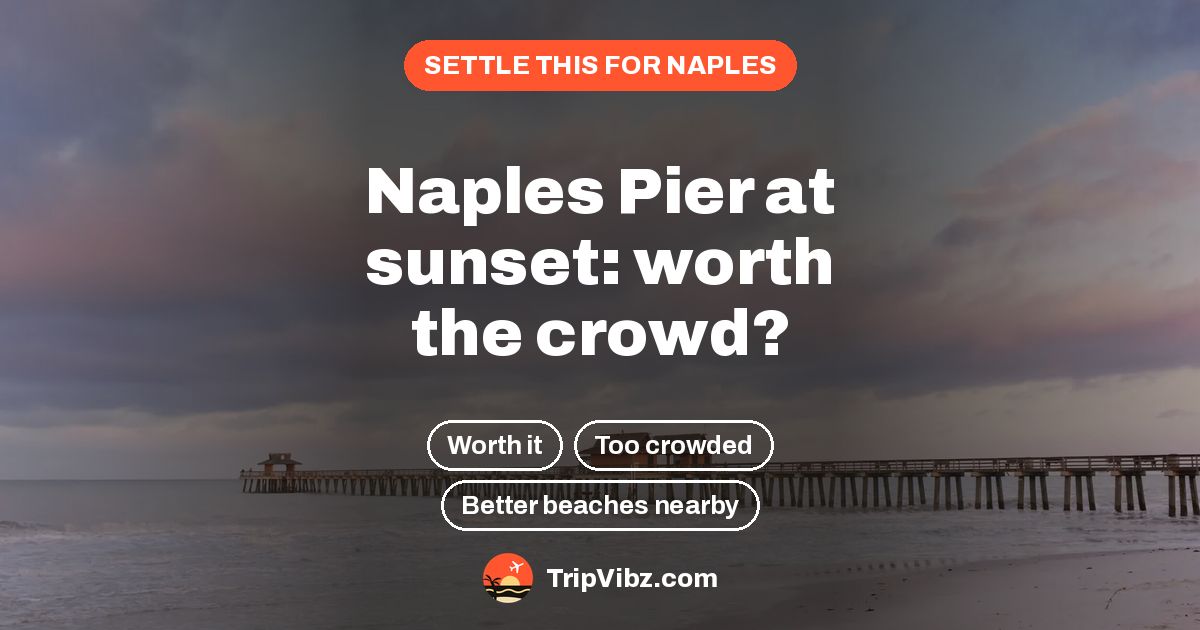 SETTLE THIS FOR NAPLES
Naples Pier at
sunset: worth
the crowd?
Worth it
Too crowded
Better beaches nearby
TripVibz.com